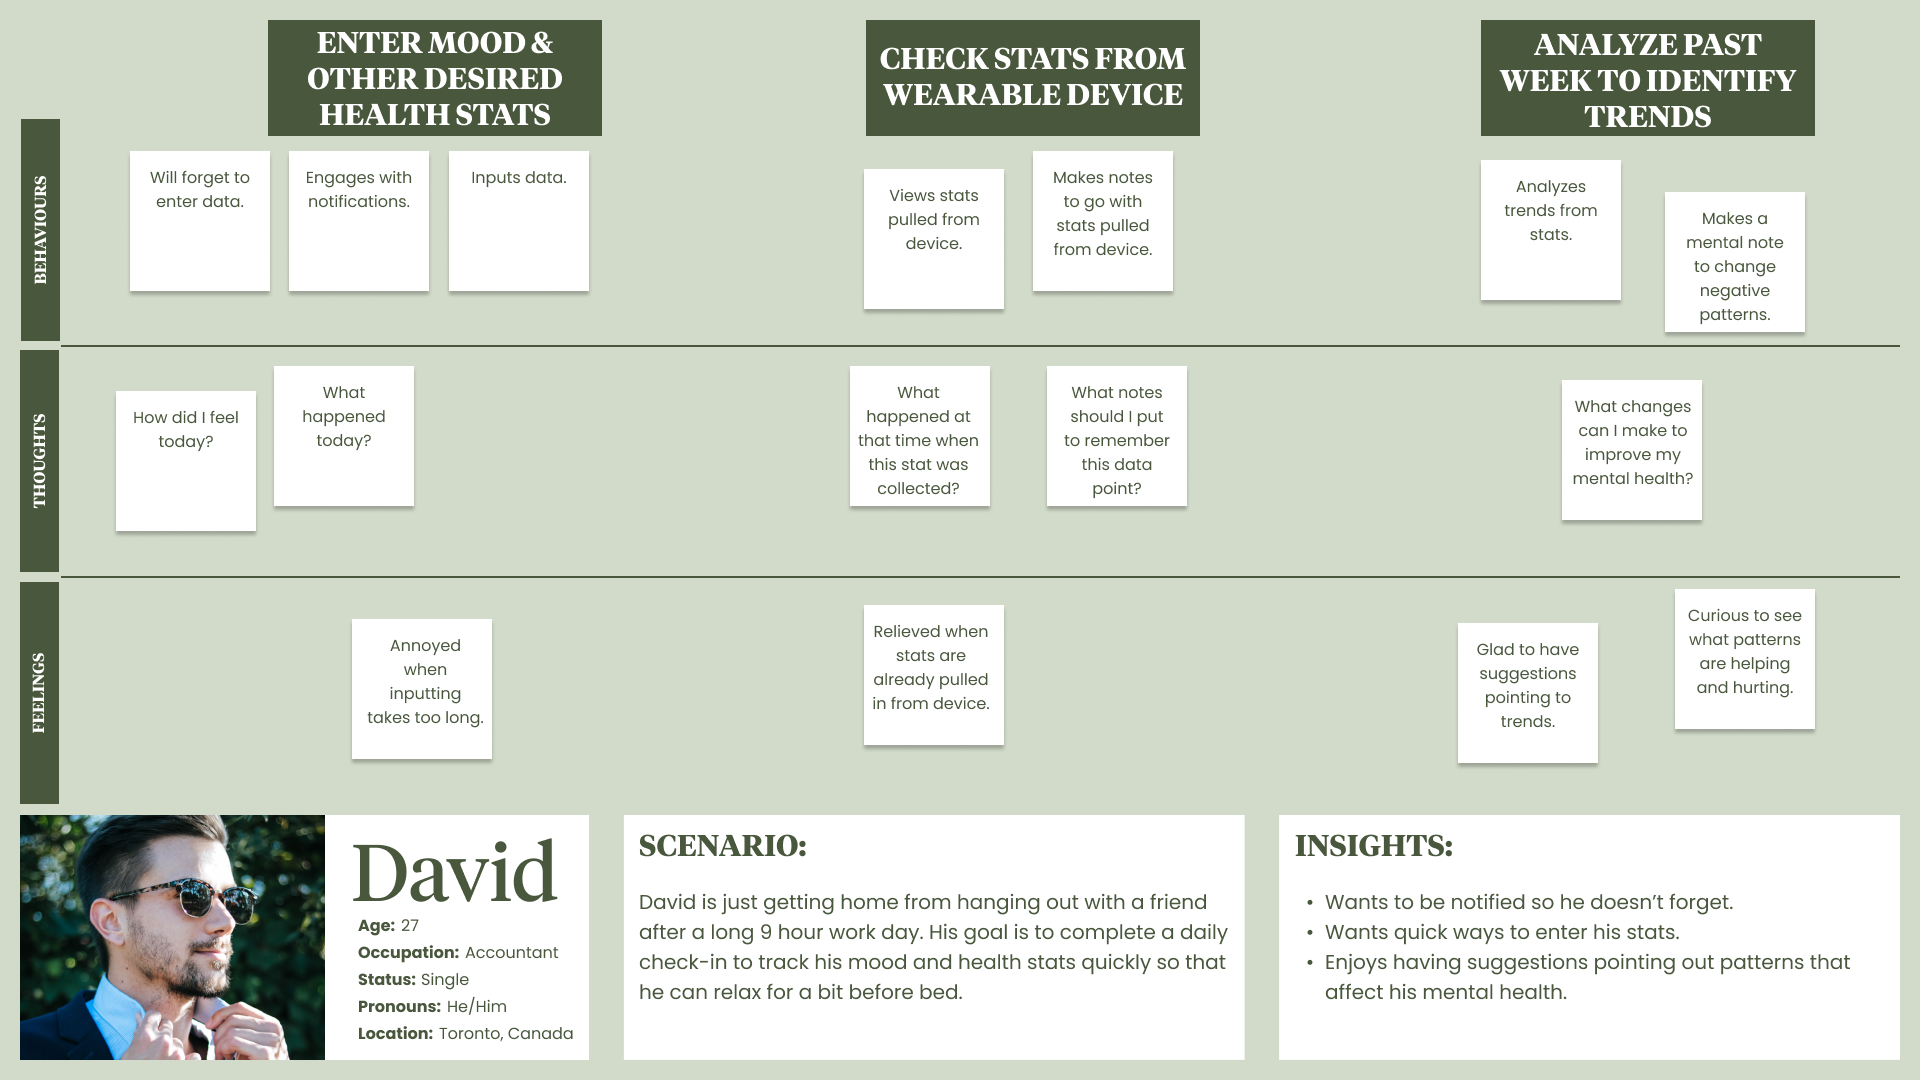 ENTER MOOD &
OTHER DESIRED
HEALTH STATS
CHECK STATS FROM
WEARABLE DEVICE
ANALYZE PAST
WEEK TO IDENTIFY
TRENDS
BEHAVIOURS
Will forget to
enter data.
Engages with
notifications.
Inputs data.
Views stats
pulled from
device.
Makes notes
to go with
stats pulled
from device.
Analyzes
trends from
stats.
Makes a
mental note
to change
negative
patterns.
THOUGHTS
How did I feel
today?
What
happened
today?
What
happened at
that time when
this stat was
collected?
What notes
should I put
to remember
this data
point?
What changes
can I make to
improve my
mental health?
FEELINGS
Annoyed
when
inputting
takes too long.
Relieved when
stats are
already pulled
in from device.
Glad to have
suggestions
pointing to
trends.
Curious to see
what patterns
are helping
and hurting.
David
Age: 27
Occupation: Accountant
Status: Single
Pronouns: He/Him
Location: Toronto, Canada
SCENARIO:
David is just getting home from hanging out with a friend
after a long 9 hour work day. His goal is to complete a daily
check-in to track his mood and health stats quickly so that
he can relax for a bit before bed.
INSIGHTS:
• Wants to be notified so he doesn’t forget.
• Wants quick ways to enter his stats.
• Enjoys having suggestions pointing out patterns that
affect his mental health.